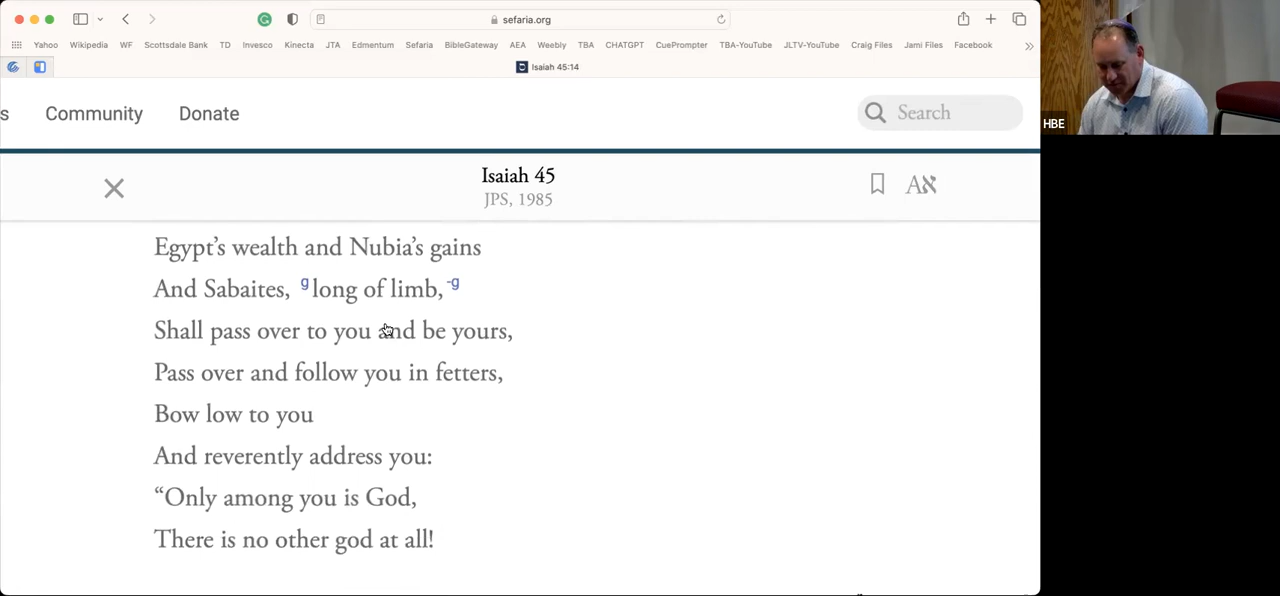 sefaria.org
Yahoo Wikipedia WF Scottsdale Bank TD Invesco Kinecta JTA Edmentum Sefaria BibleGateway AEA Weebly TBA CHATGPT CuePrompter TBA-YouTube JLTV-YouTube Craig Files Jami Files Facebook
Isaiah 45:14
s Community Donate
Search
Isaiah 45
JPS, 1985
Aא
Egypt’s wealth and Nubia’s gains
And Sabaites, g long of limb, -g
Shall pass over to you and be yours,
Pass over and follow you in fetters,
Bow low to you
And reverently address you:
“Only among you is God,
There is no other god at all!
HBE